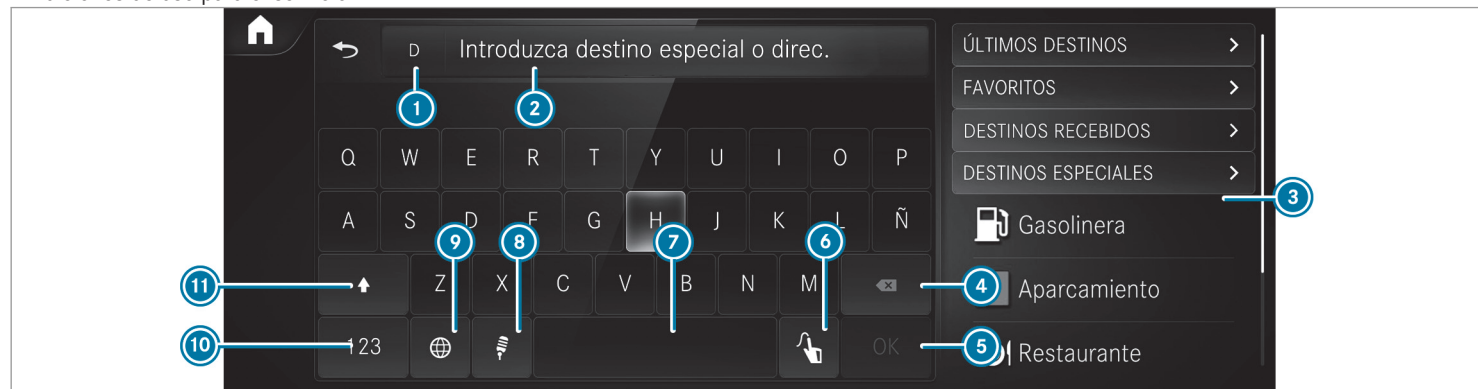 D Introduzca destino especial o direc.
1 2
Q W E R T Y U I O P
A S D F G H J K L Ñ
9 8 7 6
11 Z X C V B N M 4
10 123 OK 5
ÚLTIMOS DESTINOS
FAVORITOS
DESTINOS RECEBIDOS
DESTINOS ESPECIALES
3
Gasolinera
Aparcamiento
Restaurante